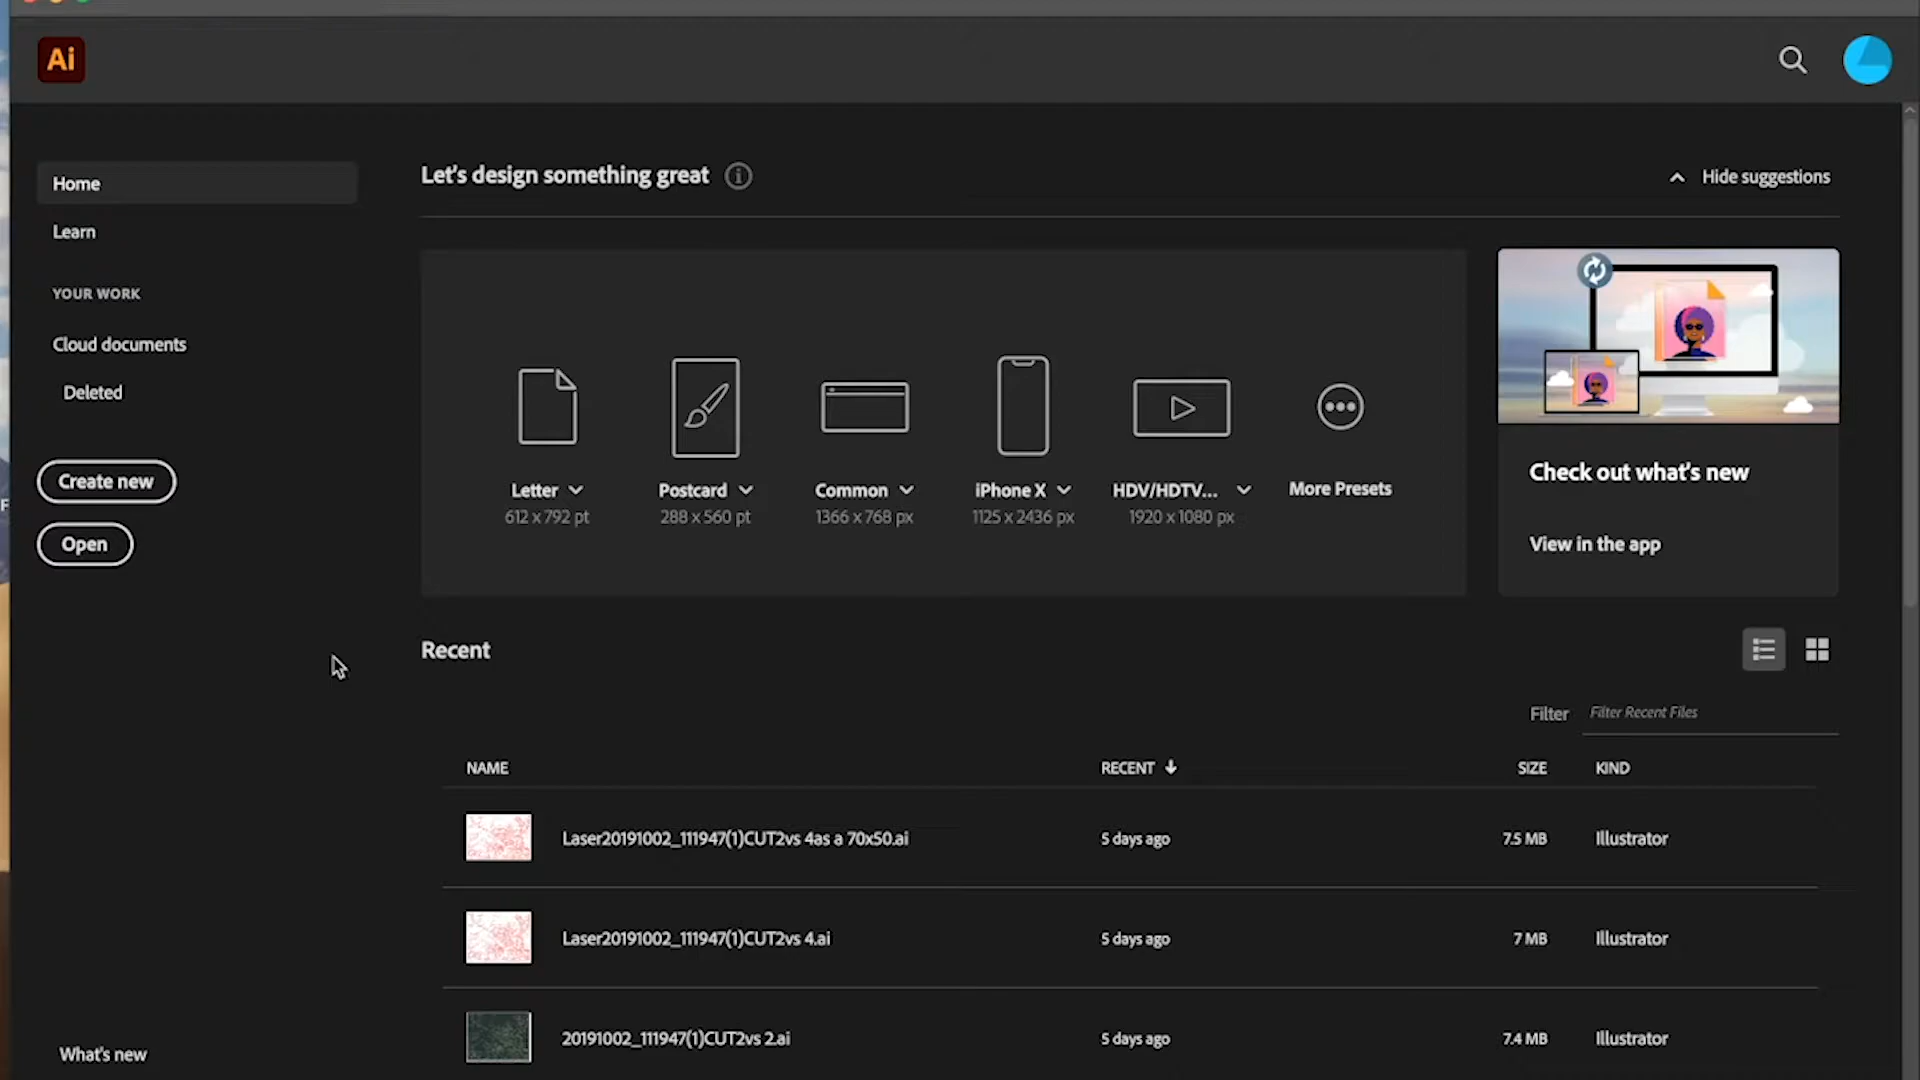 Ai
Home
Learn
YOUR WORK
Cloud documents
Deleted
Create new
Open
What's new
Let's design something great
Hide suggestions
Letter
612 x 792 pt
Postcard
288 x 560 pt
Common
1366 x 768 px
iPhone X
1125 x 2436 px
HDV/HDTV...
1920 x 1080 px
More Presets
Check out what's new
View in the app
Recent
Filter Filter Recent Files
NAME RECENT SIZE KIND
Laser20191002_111947(1)CUT2vs 4as a 70x50.ai 5 days ago 7.5 MB Illustrator
Laser20191002_111947(1)CUT2vs 4.ai 5 days ago 7 MB Illustrator
20191002_111947(1)CUT2vs 2.ai 5 days ago 7.4 MB Illustrator